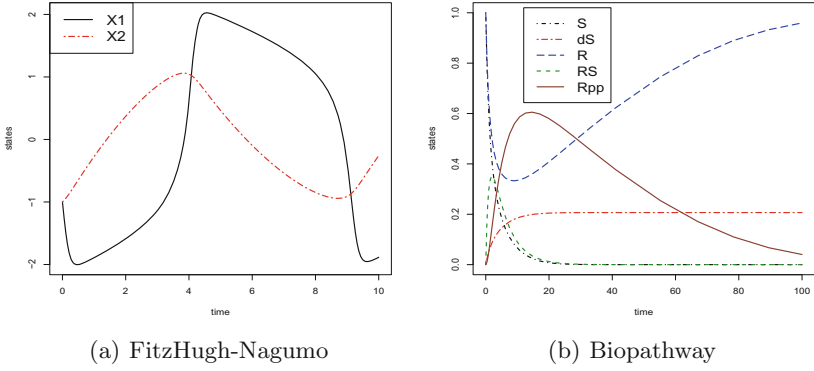 X1
X2
states
2
1
0
-1
-2
0
2
4
6
8
10
time
(a) FitzHugh-Nagumo
S
dS
R
RS
Rpp
states
1.0
0.8
0.6
0.4
0.2
0.0
0
20
40
60
80
100
time
(b) Biopathway